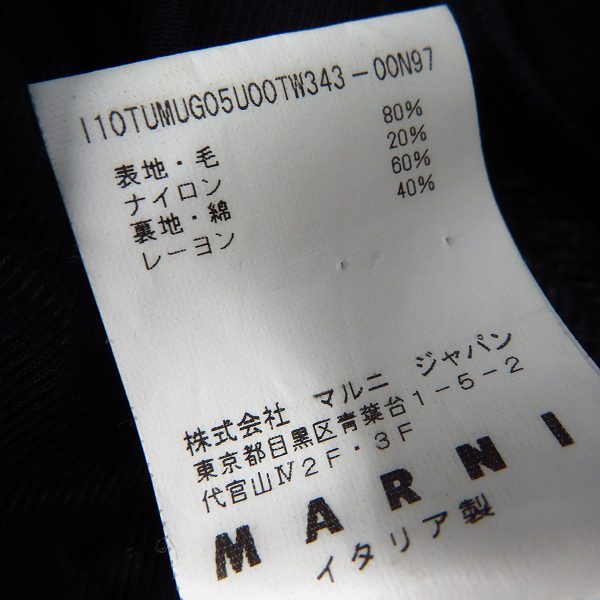 I10TUMUG05U00TW343-00N97
表地・毛 80%
ナイロン 20%
裏地・綿 60%
レーヨン 40%
株式会社 マルニ ジャパン
東京都目黒区青葉台1-5-2
代官山Ⅳ2F・3F
MARNI
イタリア製